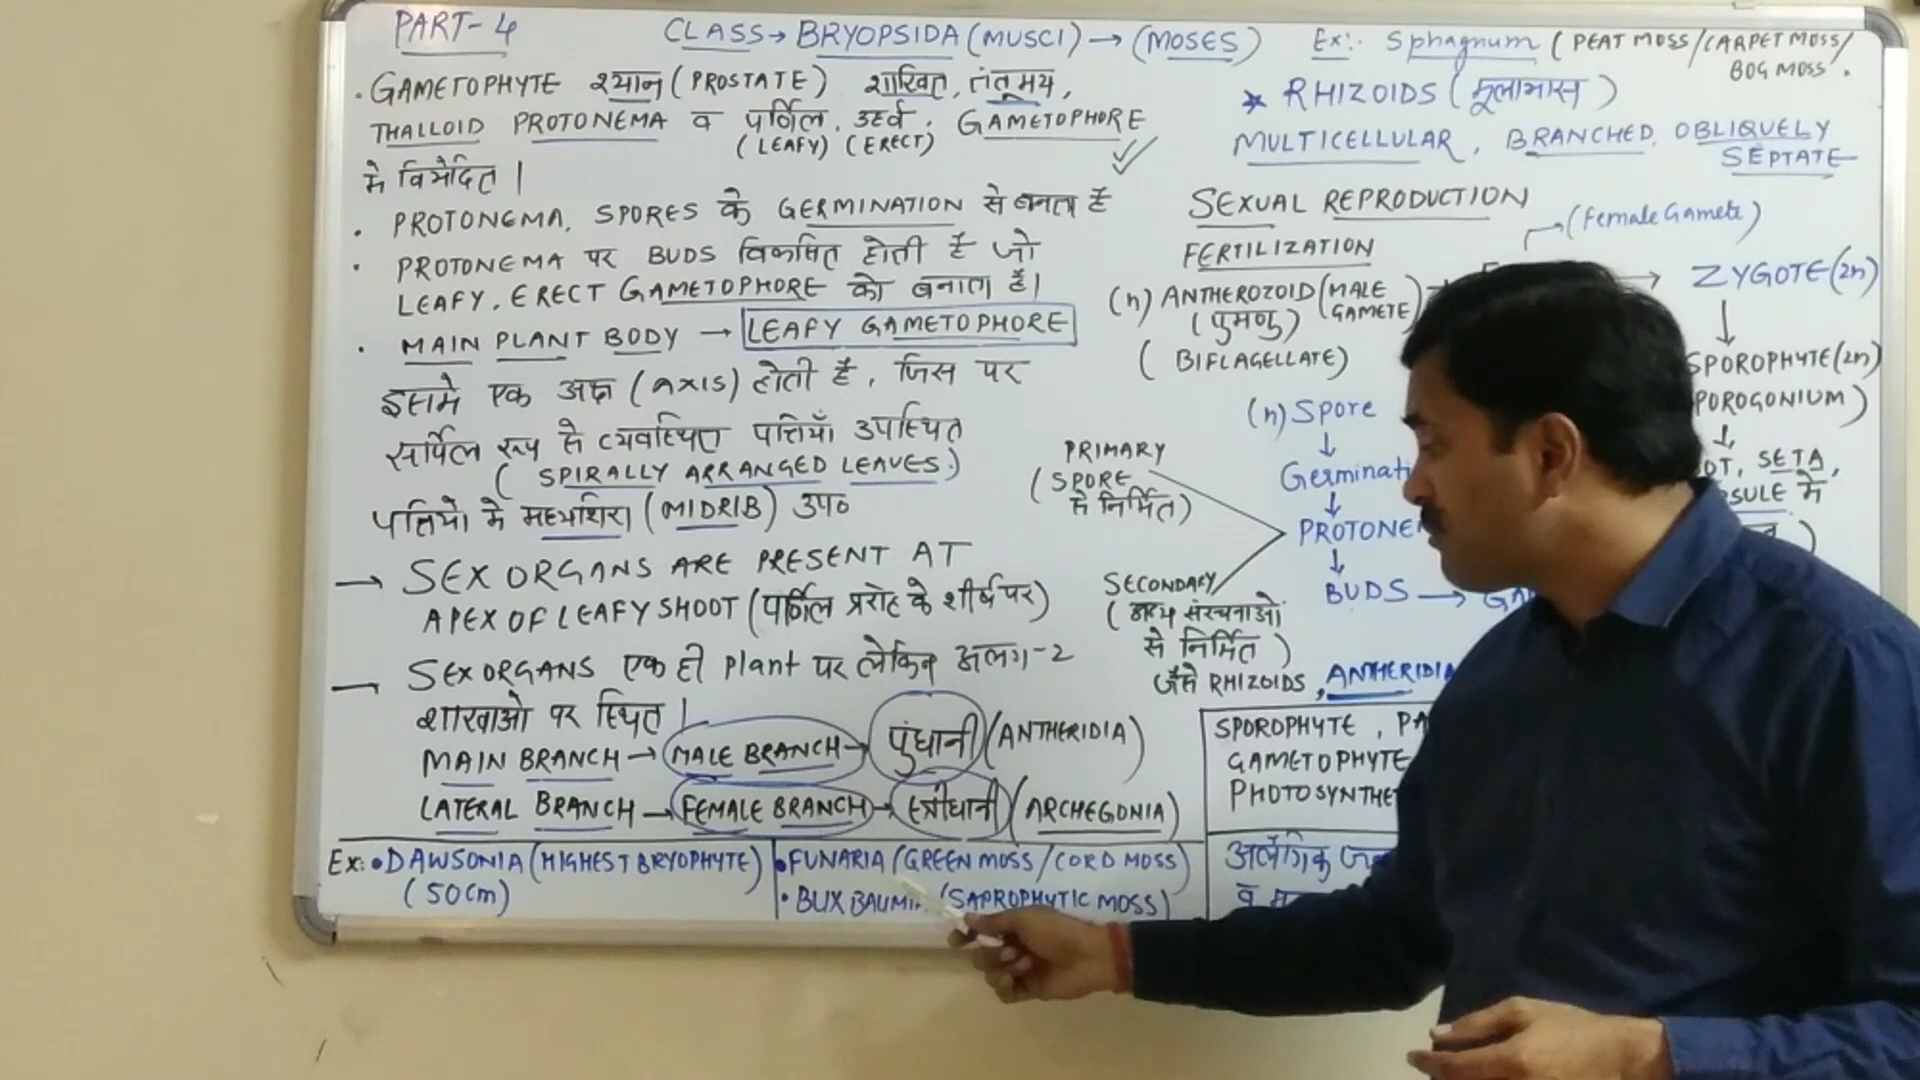 PART-4
CLASS→ BRYOPSIDA (MUSCI) → (MOSES) Ex:- Sphagnum ( PEAT MOSS/CARPET MOSS/
BOG MOSS.
. GAMETOPHYTE श्यान (PROSTATE) शाखित, तंतूमय,
THALLOID PROTONEMA व पर्णिल, उर्ध्व, GAMETOPHORE
(LEAFY) (ERECT)
मे विभेदित |
. PROTONEMA, SPORES के GERMINATION से बनता है
. PROTONEMA पर BUDS विकसित होती है जो
LEAFY, ERECT GAMETOPHORE को बनाता है।
. MAIN PLANT BODY → LEAFY GAMETOPHORE
इसमे एक अक्ष (AXIS) होती है, जिस पर
सर्पिल रूप से व्यवस्थित पत्तियाँ उपस्थित
( SPIRALLY ARRANGED LEAVES.)
पत्तियो मे मध्यशिरा (MIDRIB) उप०
→ SEX ORGANS ARE PRESENT AT
APEX OF LEAFY SHOOT (पर्णिल प्ररोह के शीर्ष पर)
— SEX ORGANS एक ही plant पर लेकिन अलग-2
शाखाओ पर स्थित |
MAIN BRANCH → MALE BRANCH → पुंधानी (ANTHERIDIA)
LATERAL BRANCH → FEMALE BRANCH → स्त्रीधानी (ARCHEGONIA)
Ex: • DAWSONIA (HIGHEST BRYOPHYTE)
(50cm)
• FUNARIA (GREEN MOSS / CORD MOSS)
• BUX BAUMI (SAPROPHYTIC MOSS)
* RHIZOIDS (मूलाभास)
MULTICELLULAR, BRANCHED, OBLIQUELY
SEPTATE
SEXUAL REPRODUCTION
FERTILIZATION (Female Gamete)
(n) ANTHEROZOID (MALE GAMETE) → ZYGOTE (2n)
(पुमणु)
( BIFLAGELLATE)
SPOROPHYTE (2n)
POROGONIUM)
OT, SETA,
SULE मे
(n) Spore
↓
Germinati
↓
PROTONE
↓
BUDS → GA
PRIMARY
(SPORE
से निर्मित)
SECONDARY
(अन्य संरचनाओ
से निर्मित )
जैसे RHIZOIDS, ANTHERIDIA
SPOROPHYTE, PA
GAMETOPHYTE
PHOTOSYNTHE
अलैंगिक
व